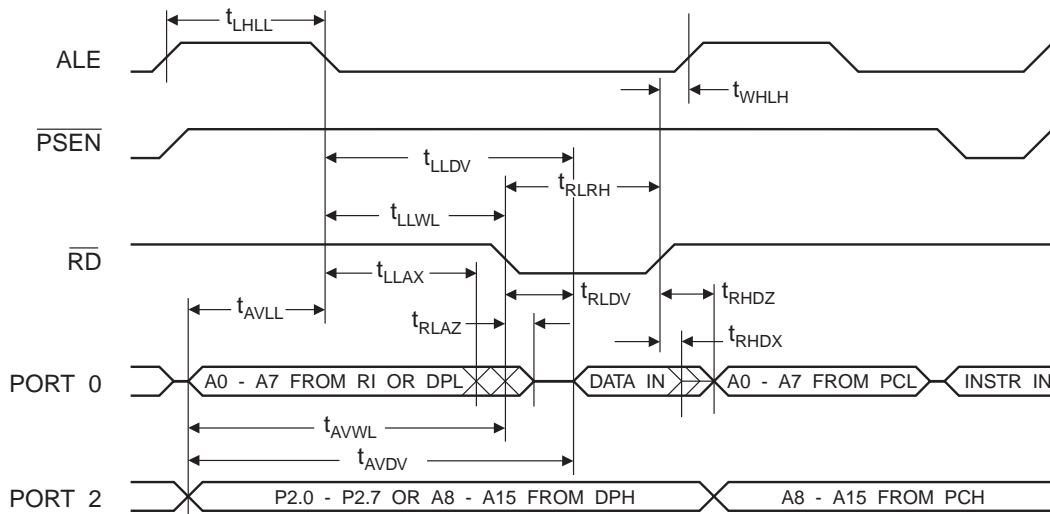 tLHLL
ALE
tWHLH
PSEN
tLLDV
tRLRH
tLLWL
RD
tLLAX
tRLDV
tRHDZ
tAVLL
tRLAZ
tRHDX
PORT 0
A0 - A7 FROM RI OR DPL
DATA IN
A0 - A7 FROM PCL
INSTR IN
tAVWL
tAVDV
PORT 2
P2.0 - P2.7 OR A8 - A15 FROM DPH
A8 - A15 FROM PCH